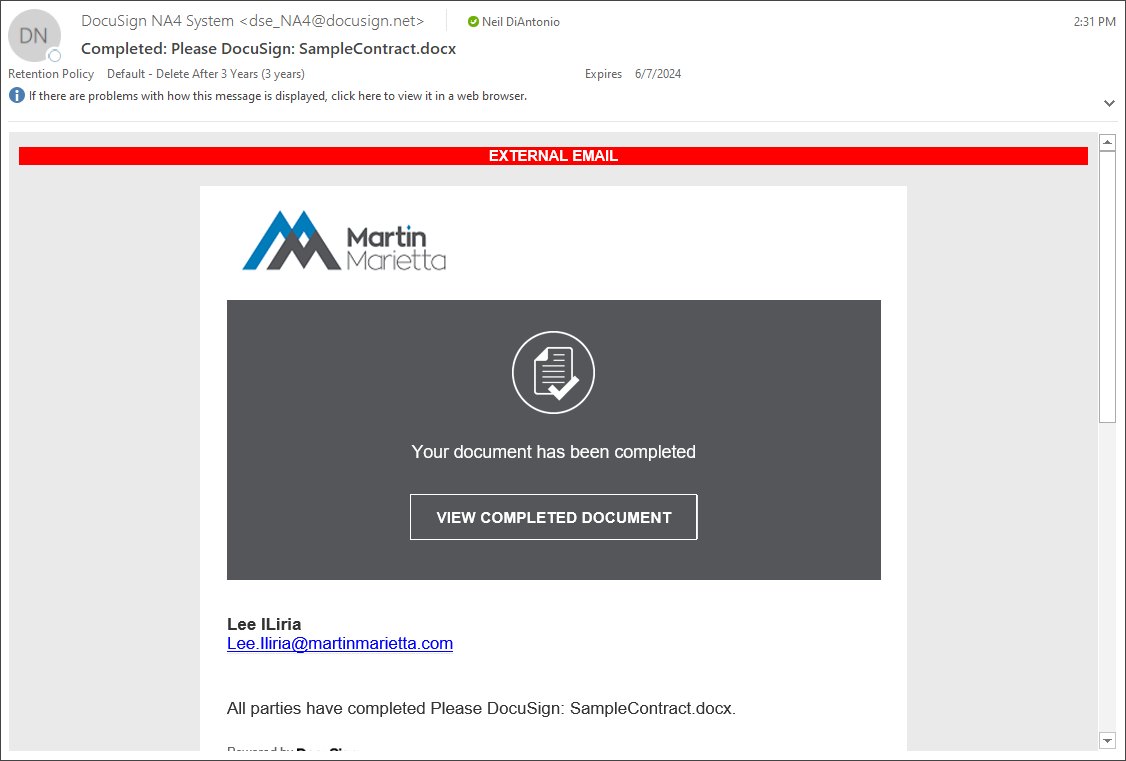 DN
DocuSign NA4 System <dse_NA4@docusign.net>
Neil DiAntonio
2:31 PM
Completed: Please DocuSign: SampleContract.docx
Retention Policy Default - Delete After 3 Years (3 years)
Expires 6/7/2024
If there are problems with how this message is displayed, click here to view it in a web browser.
EXTERNAL EMAIL
Martin
Marietta
Your document has been completed
VIEW COMPLETED DOCUMENT
Lee ILiria
Lee.Iliria@martinmarietta.com
All parties have completed Please DocuSign: SampleContract.docx.
Powered by DocuSign